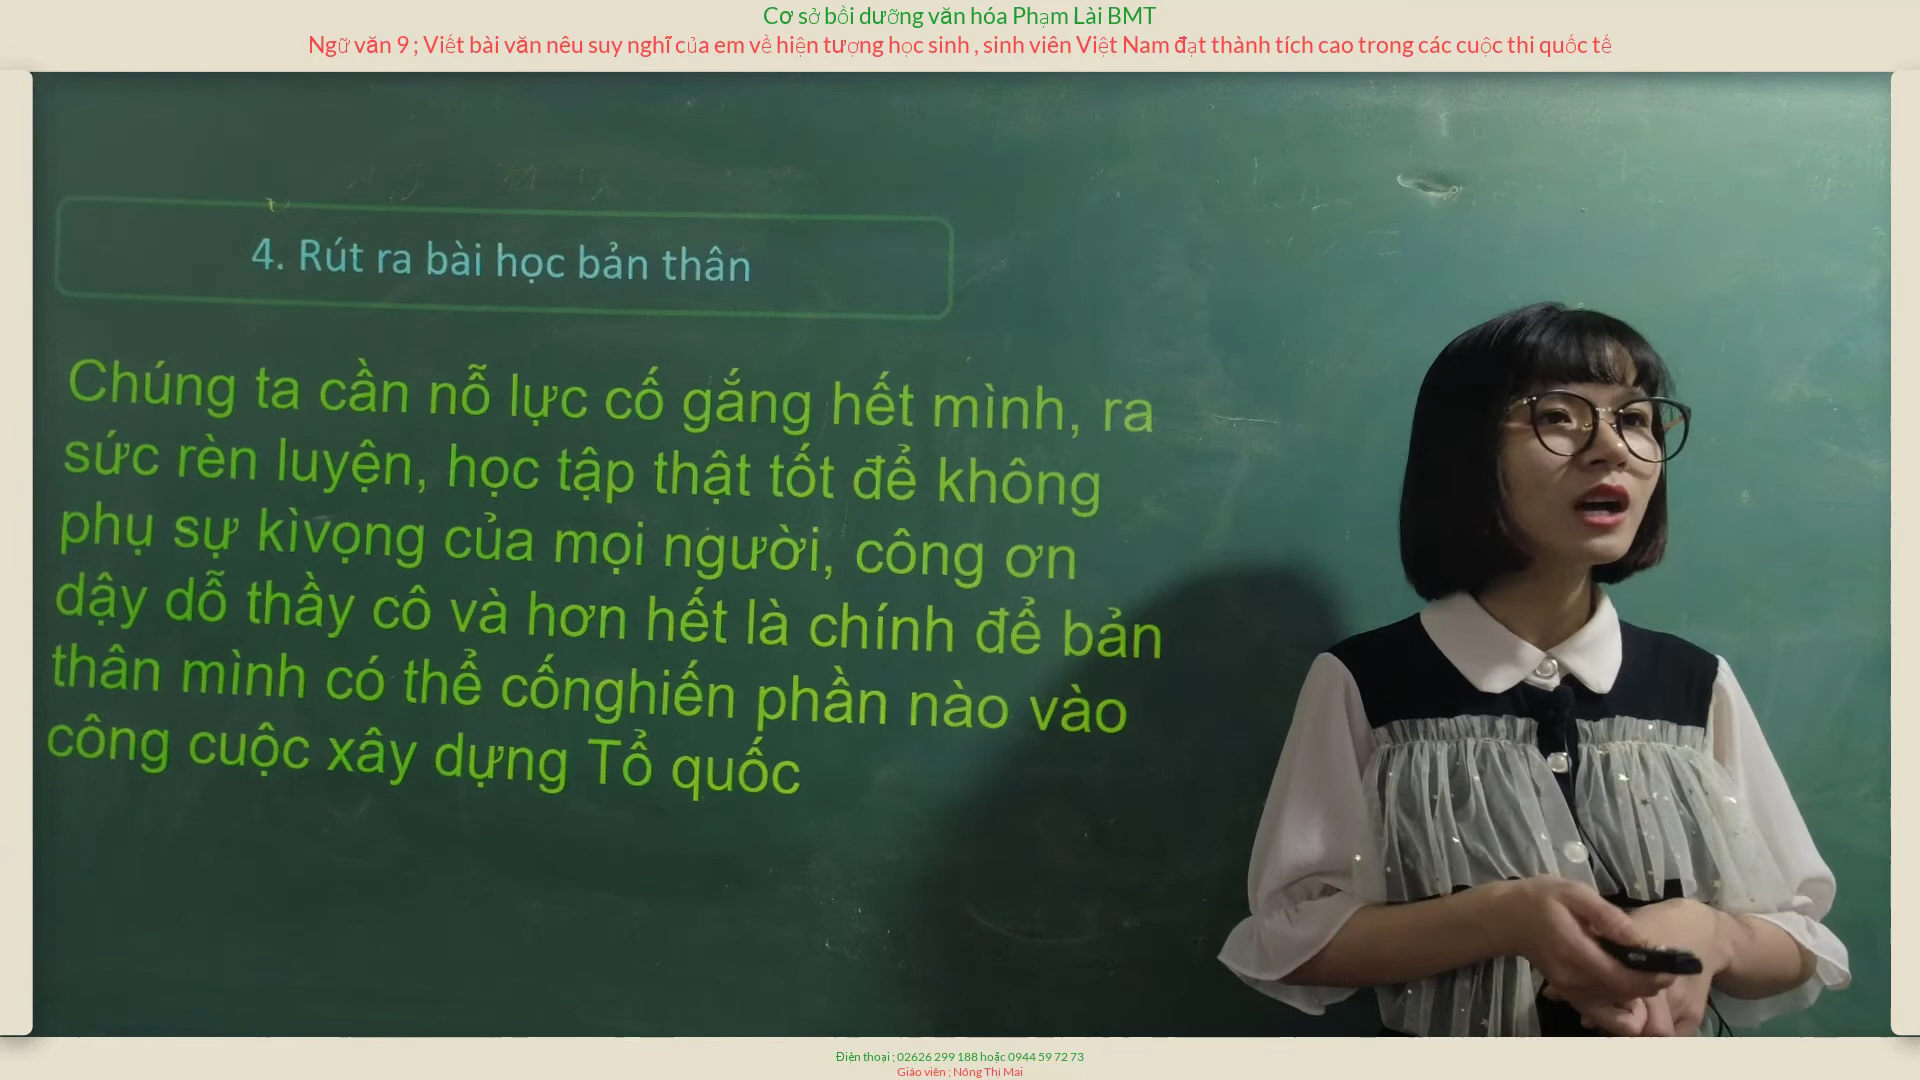 Cơ sở bồi dưỡng văn hóa Phạm Lài BMT
Ngữ văn 9 ; Viết bài văn nêu suy nghĩ của em về hiện tượng học sinh , sinh viên Việt Nam đạt thành tích cao trong các cuộc thi quốc tế
4. Rút ra bài học bản thân
Chúng ta cần nỗ lực cố gắng hết mình, ra
sức rèn luyện, học tập thật tốt để không
phụ sự kìvọng của mọi người, công ơn
dậy dỗ thầy cô và hơn hết là chính để bản
thân mình có thể cốnghiến phần nào vào
công cuộc xây dựng Tổ quốc
Điện thoại ; 02626 299 188 hoặc 0944 59 72 73
Giáo viên ; Nông Thị Mai